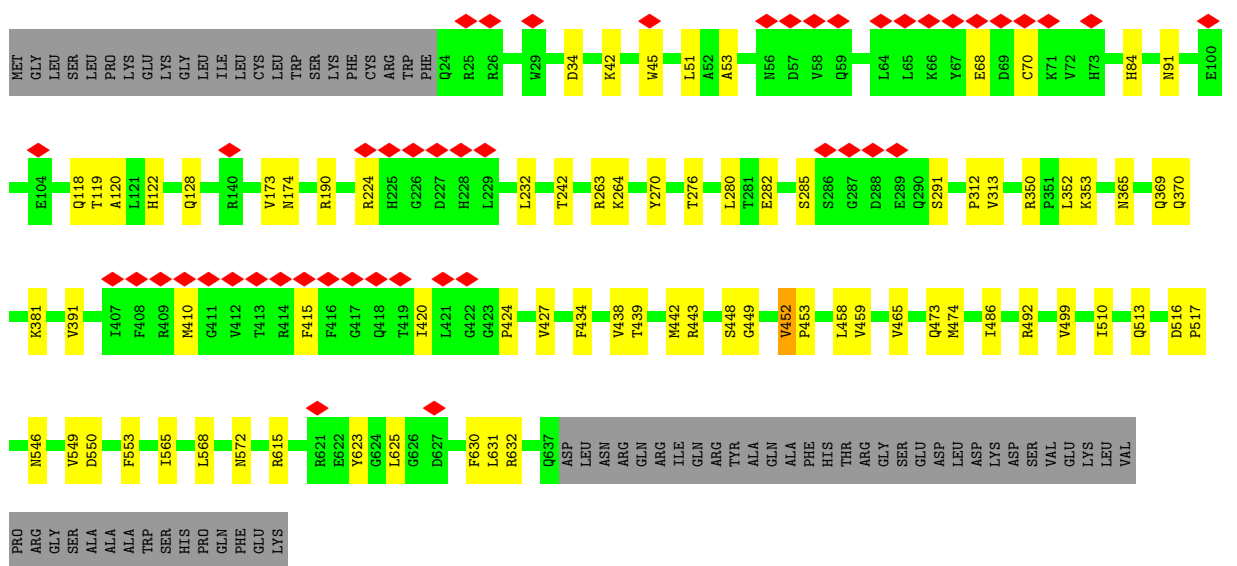 MET GLY LEU SER LEU PRO LYS GLU LYS GLY LEU ILE LEU CYS LEU TRP SER LYS PHE CYS ARG TRP PHE Q24 R25 R26 W29 D34 K42 W45 L51 A52 A53 N56 D57 V58 Q59 L64 L65 K66 Y67 E68 D69 C70 K71 V72 H73 H84 N91 E100
E104 Q118 T119 A120 L121 H122 Q128 R140 V173 N174 R190 R224 H225 G226 D227 H228 L229 L232 T242 R263 K264 Y270 T276 L280 T281 E282 S285 S286 G287 D288 E289 Q290 S291 P312 V313 R350 P351 L352 K353 N365 Q369 Q370
K381 V391 I407 F408 R409 M410 G411 V412 T413 R414 F415 F416 G417 Q418 T419 I420 L421 G422 G423 P424 V427 F434 V438 T439 M442 R443 S448 G449 V452 P453 L458 V459 V465 Q473 M474 I486 R492 V499 I510 Q513 D516 P517
N546 V549 D550 F553 I565 L568 N572 R615 R621 E622 Y623 G624 L625 G626 D627 F630 L631 R632 Q637 ASP LEU ASN ARG GLN ARG ILE GLN ARG TYR ALA GLN ALA PHE HIS THR ARG GLY SER GLU ASP LEU ASP LYS ASP SER VAL GLU LYS LEU VAL
PRO ARG GLY SER ALA ALA ALA TRP SER HIS PRO GLN PHE GLU LYS